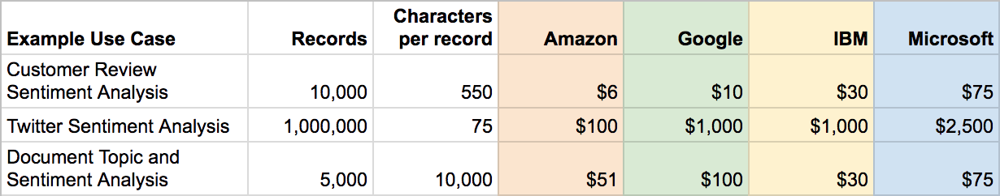 Example Use Case Records Characters per record Amazon Google IBM Microsoft
Customer Review Sentiment Analysis 10,000 550 $6 $10 $30 $75
Twitter Sentiment Analysis 1,000,000 75 $100 $1,000 $1,000 $2,500
Document Topic and Sentiment Analysis 5,000 10,000 $51 $100 $30 $75